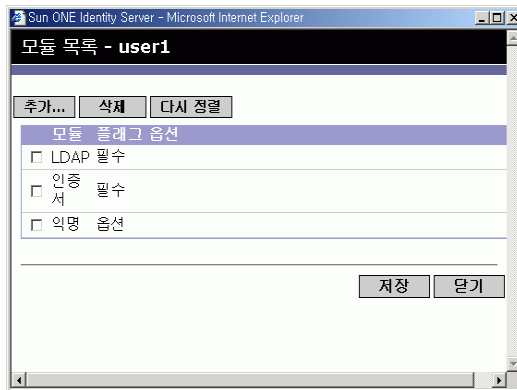 Sun ONE Identity Server - Microsoft Internet Explorer
모듈 목록 - user1
추가... 삭제 다시 정렬
모듈 플래그 옵션
LDAP 필수
인증
서 필수
익명 옵션
저장 닫기